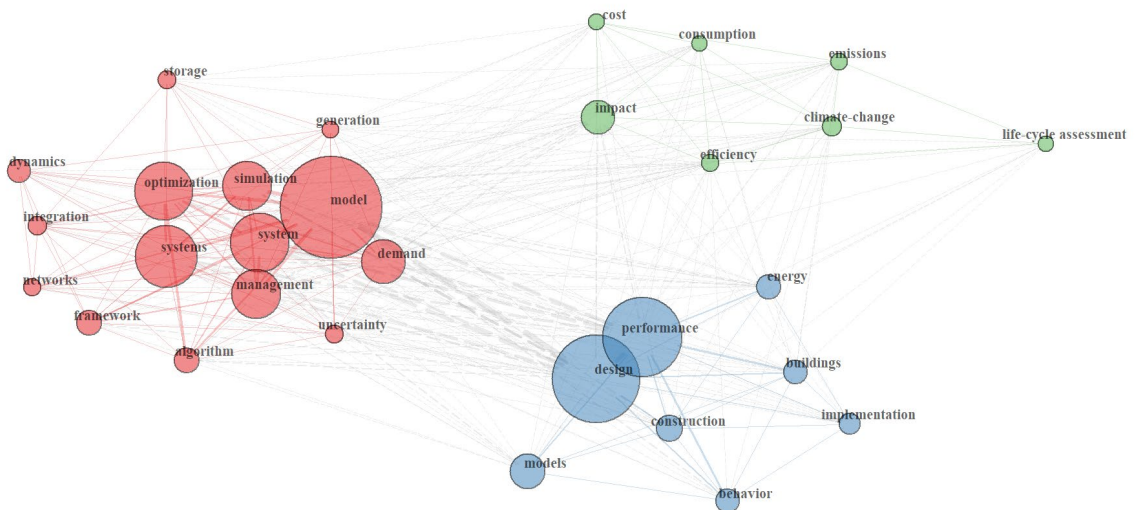 cost
consumption
emissions
storage
impact
generation
climate-change
life-cycle assessment
efficiency
dynamics
optimization
simulation
model
integration
system
systems
demand
networks
management
energy
framework
uncertainty
performance
algorithm
buildings
design
implementation
construction
models
behavior